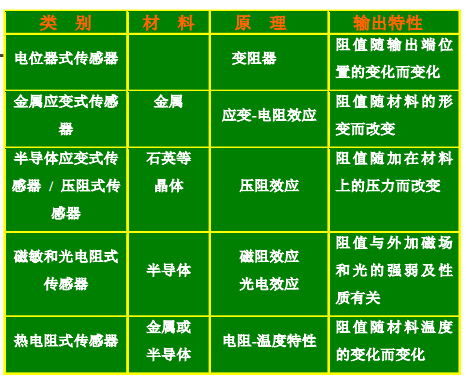 类 别 材 料 原 理 输出特性
电位器式传感器 变阻器 阻值随输出端位
置的变化而变化
金属应变式传感 金属 应变-电阻效应 阻值随材料的形
器 变而改变
半导体应变式传 石英等 阻值随加在材料
感器 / 压阻式传 晶体 压阻效应 上的压力而改变
感器
磁敏和光电阻式 半导体 磁阻效应 阻值与外加磁场
传感器 光电效应 和光的强弱及性
质有关
热电阻式传感器 金属或 电阻-温度特性 阻值随材料温度
半导体 的变化而变化